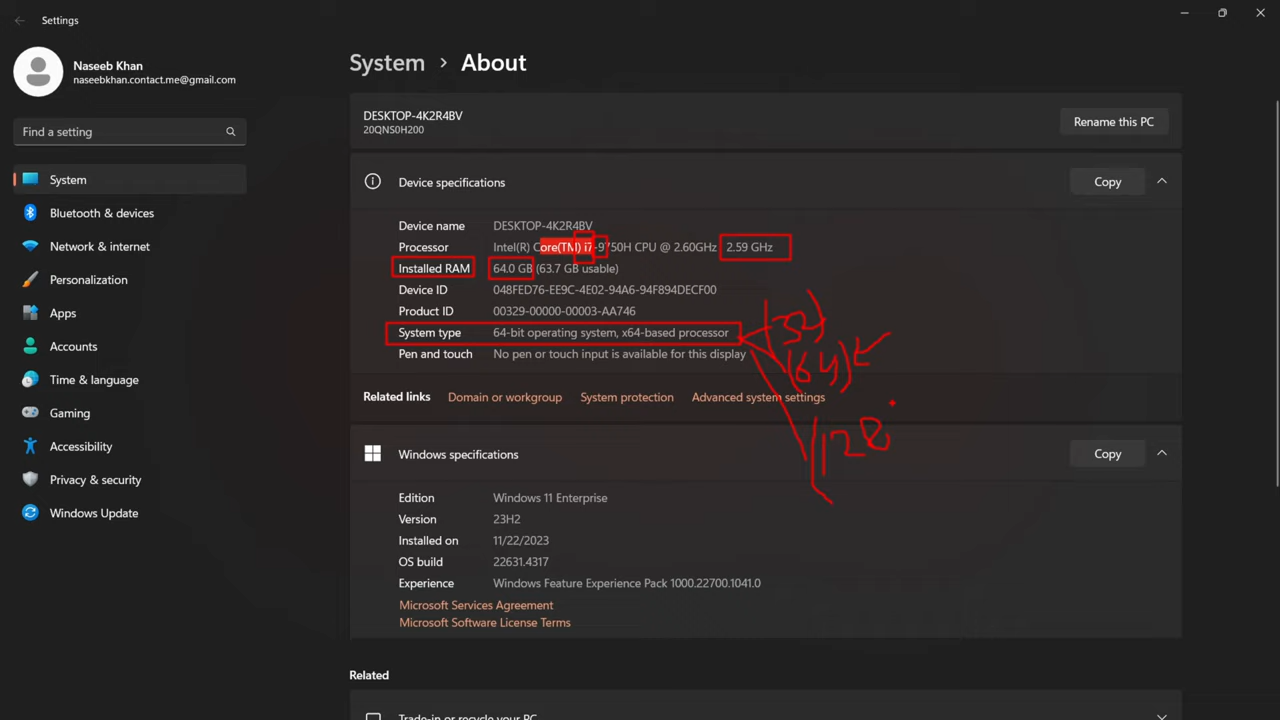 Settings
Naseeb Khan
naseebkhan.contact.me@gmail.com
Find a setting
System
Bluetooth & devices
Network & internet
Personalization
Apps
Accounts
Time & language
Gaming
Accessibility
Privacy & security
Windows Update
System › About
DESKTOP-4K2R4BV
20QNS0H200
Rename this PC
Device specifications
Copy
Device name DESKTOP-4K2R4BV
Processor Intel(R) Core(TM) i7-9750H CPU @ 2.60GHz 2.59 GHz
Installed RAM 64.0 GB (63.7 GB usable)
Device ID 048FED76-EE9C-4E02-94A6-94F894DECF00
Product ID 00329-00000-00003-AA746
System type 64-bit operating system, x64-based processor
Pen and touch No pen or touch input is available for this display
(32)
(64)
(128
Related links Domain or workgroup System protection Advanced system settings
Windows specifications
Copy
Edition Windows 11 Enterprise
Version 23H2
Installed on 11/22/2023
OS build 22631.4317
Experience Windows Feature Experience Pack 1000.22700.1041.0
Microsoft Services Agreement
Microsoft Software License Terms
Related
Trade-in or recycle your PC